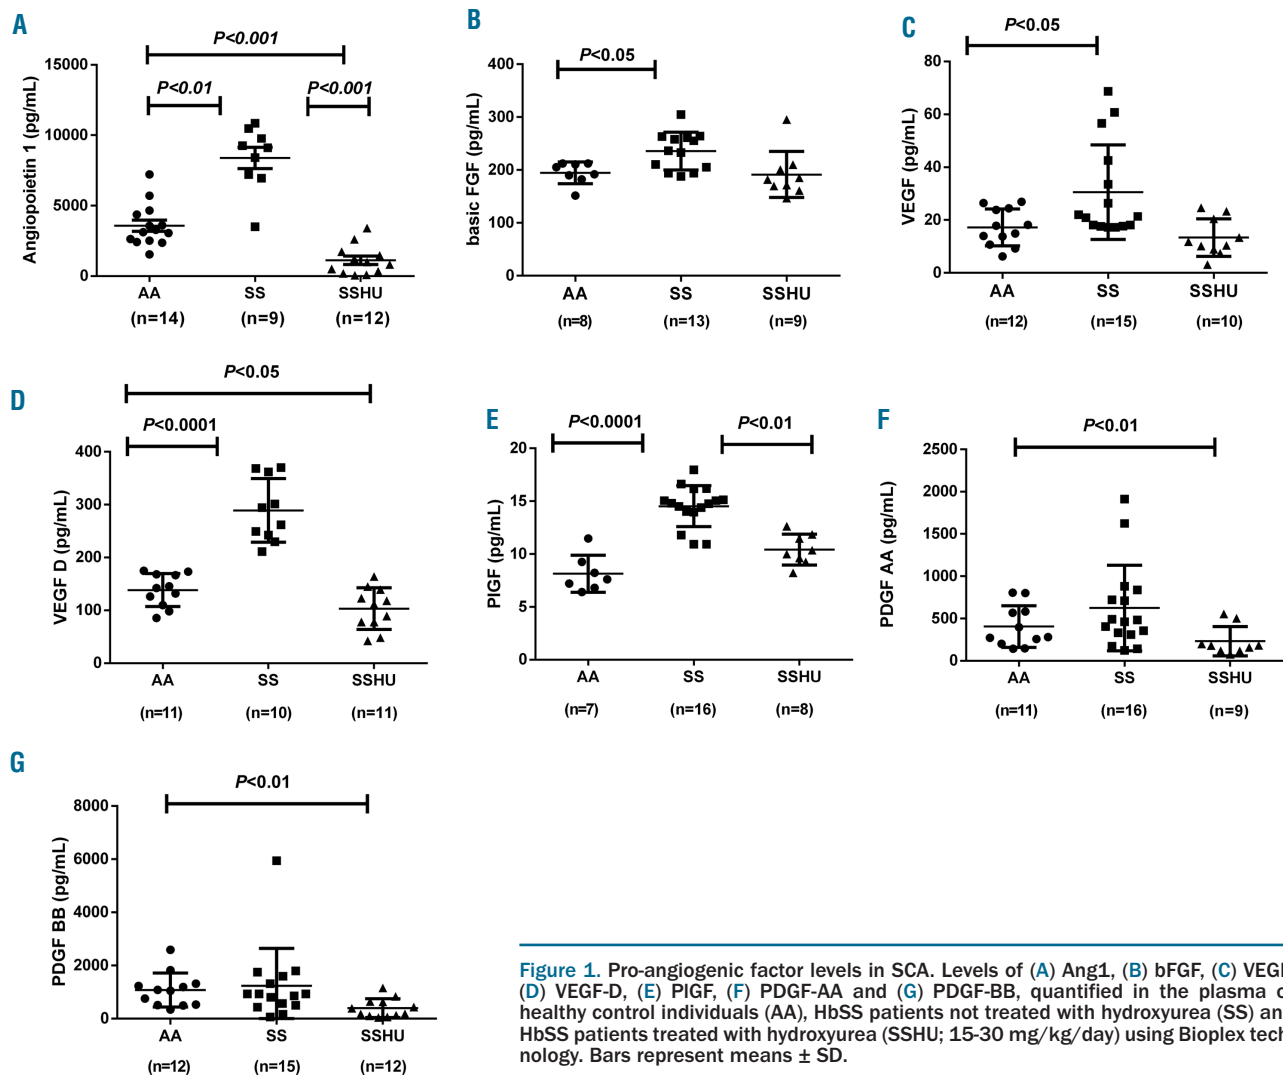 A
P<0.001
P<0.01
P<0.001
Angiopoietin 1 (pg/mL)
15000
10000
5000
0
AA
SS
SSHU
(n=14)
(n=9)
(n=12)
B
P<0.05
basic FGF (pg/mL)
400
300
200
100
0
AA
SS
SSHU
(n=8)
(n=13)
(n=9)
C
P<0.05
VEGF (pg/mL)
80
60
40
20
0
AA
SS
SSHU
(n=12)
(n=15)
(n=10)
D
P<0.05
P<0.0001
VEGF D (pg/mL)
400
300
200
100
0
AA
SS
SSHU
(n=11)
(n=10)
(n=11)
E
P<0.0001
P<0.01
PlGF (pg/mL)
20
15
10
5
0
AA
SS
SSHU
(n=7)
(n=16)
(n=8)
F
P<0.01
PDGF AA (pg/mL)
2500
2000
1500
1000
500
0
AA
SS
SSHU
(n=11)
(n=16)
(n=9)
G
P<0.01
PDGF BB (pg/mL)
8000
6000
4000
2000
0
AA
SS
SSHU
(n=12)
(n=15)
(n=12)
Figure 1. Pro-angiogenic factor levels in SCA. Levels of (A) Ang1, (B) bFGF, (C) VEGF
(D) VEGF-D, (E) PlGF, (F) PDGF-AA and (G) PDGF-BB, quantified in the plasma o
healthy control individuals (AA), HbSS patients not treated with hydroxyurea (SS) an
HbSS patients treated with hydroxyurea (SSHU; 15-30 mg/kg/day) using Bioplex tech
nology. Bars represent means ± SD.